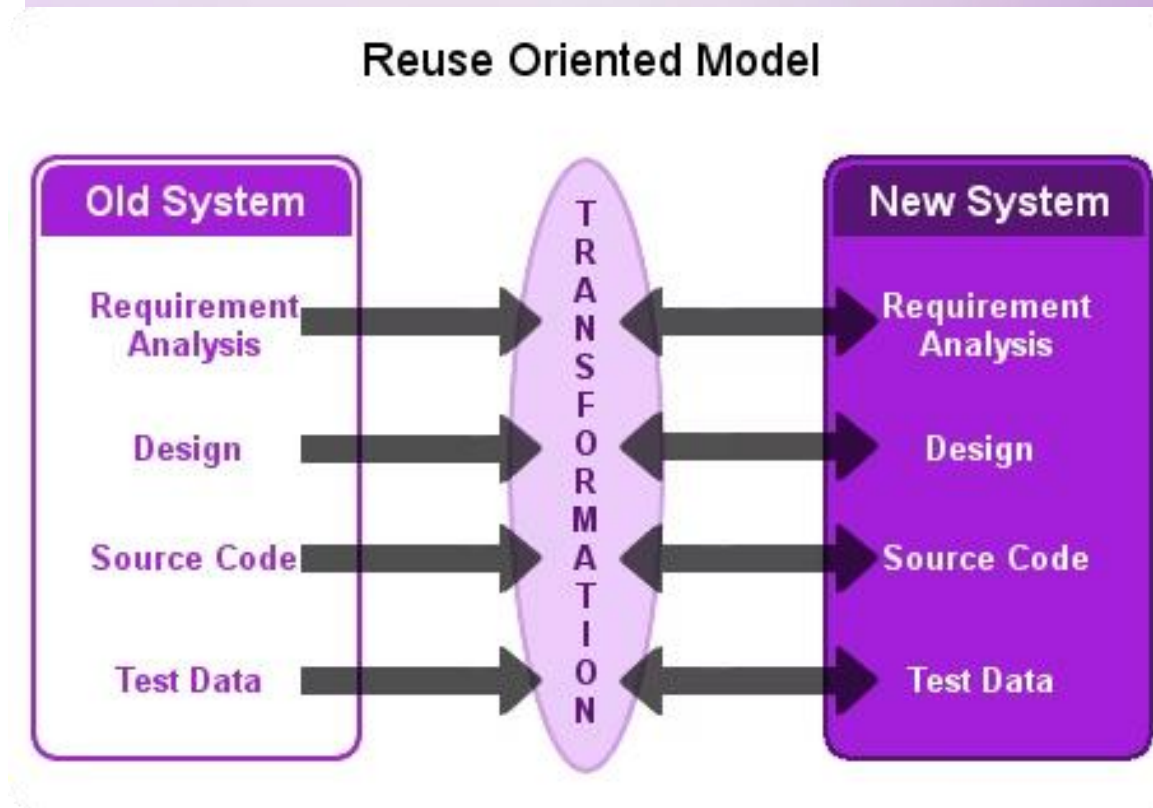 Reuse Oriented Model
Old System
Requirement
Analysis
Design
Source Code
Test Data
TRANSFORMATION
New System
Requirement
Analysis
Design
Source Code
Test Data